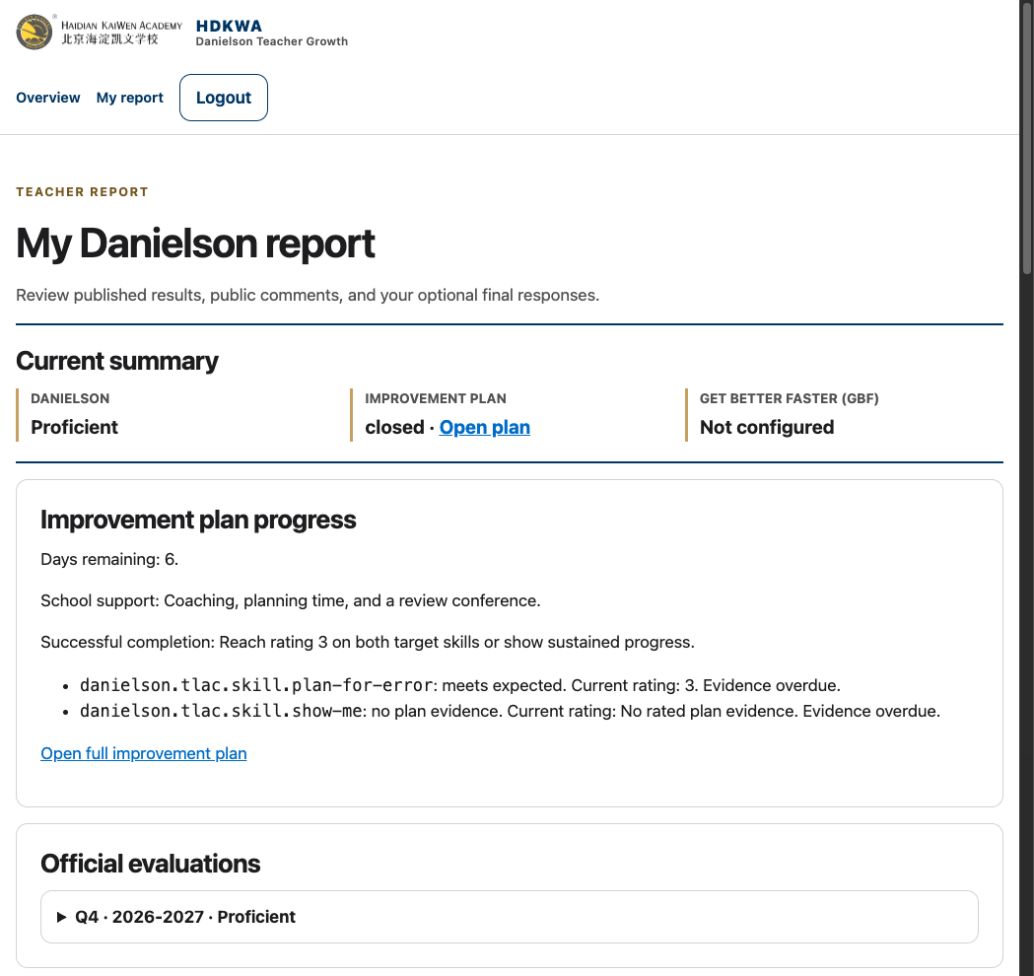 HAIDIAN KAIWEN ACADEMY
北京海淀凯文学校
HDKWA
Danielson Teacher Growth
Overview
My report
Logout
TEACHER REPORT
My Danielson report
Review published results, public comments, and your optional final responses.
Current summary
DANIELSON
Proficient
IMPROVEMENT PLAN
closed · Open plan
GET BETTER FASTER (GBF)
Not configured
Improvement plan progress
Days remaining: 6.
School support: Coaching, planning time, and a review conference.
Successful completion: Reach rating 3 on both target skills or show sustained progress.
• danielson.tlac.skill.plan-for-error: meets expected. Current rating: 3. Evidence overdue.
• danielson.tlac.skill.show-me: no plan evidence. Current rating: No rated plan evidence. Evidence overdue.
Open full improvement plan
Official evaluations
▶ Q4 · 2026-2027 · Proficient